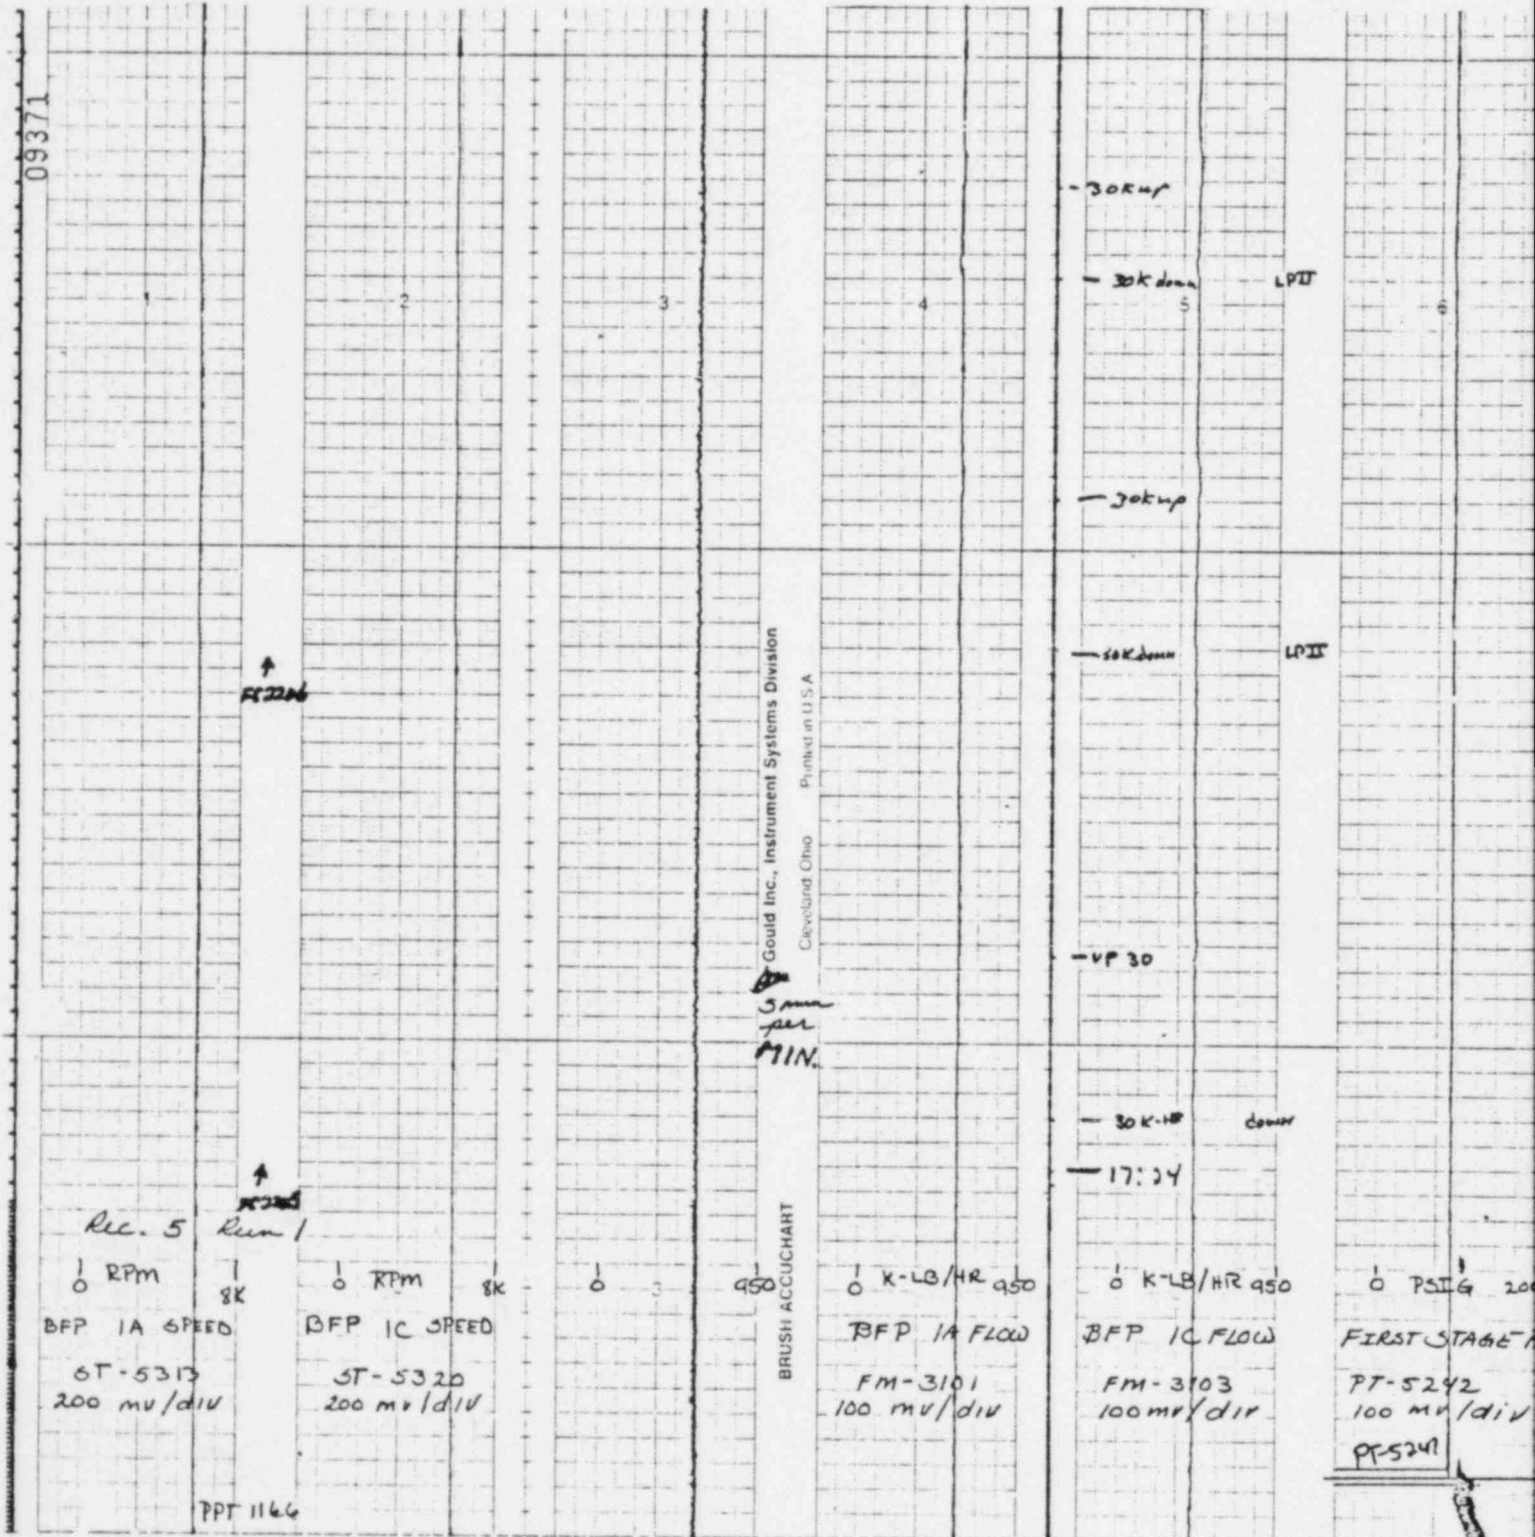 09371
-30K up
- 30K down LPII
1 2 3 4 5 6
- 30K up
- 50K down LPII
Gould Inc., Instrument Systems Division
Cleveland Ohio Printed in U S A
- UP 30
5 mm
per
MIN.
- 30 K-HR down
- 17:24
BRUSH ACCUCHART
Rec. 5 Run 1
0 RPM 8K
BFP 1A SPEED
ST-5313
200 mv/div
0 RPM 8K
BFP 1C SPEED
ST-5320
200 mv/div
0 950
0 K-LB/HR 950
BFP 1A FLOW
FM-3101
100 mv/div
0 K-LB/HR 950
BFP 1C FLOW
FM-3103
100 mv/div
0 PSIG
FIRST STAGE
PT-5242
100 mv/div
PT-5241
PPT 1166